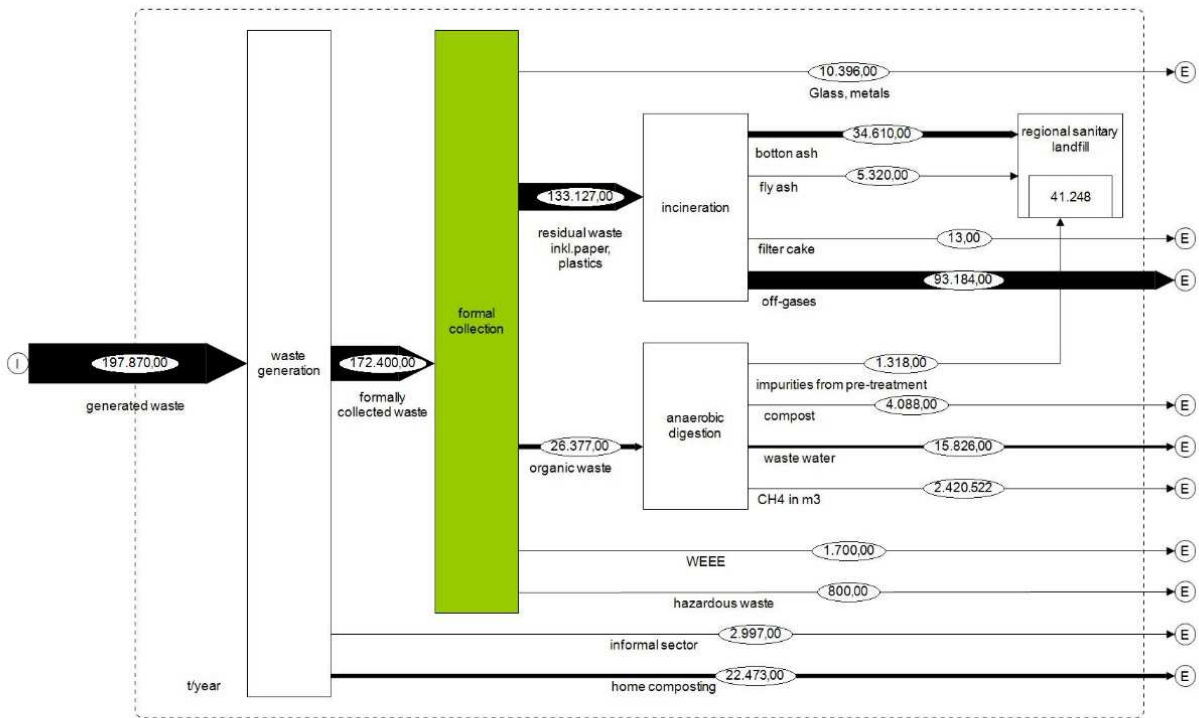 10.396,00
E
Glass, metals
34.610,00
botton ash
regional sanitary
landfill
5.320,00
fly ash
41.248
133.127,00
incineration
residual waste
inkl.paper,
plastics
13,00
filter cake
E
93.184,00
off-gases
E
formal
collection
I
197.870,00
generated waste
waste
generation
172.400,00
formally
collected waste
1.318,00
impurities from pre-treatment
4.088,00
compost
E
anaerobic
digestion
26.377,00
organic waste
15.826,00
waste water
E
2.420.522
CH4 in m3
E
1.700,00
WEEE
E
800,00
hazardous waste
E
2.997,00
informal sector
E
22.473,00
home composting
E
t/year